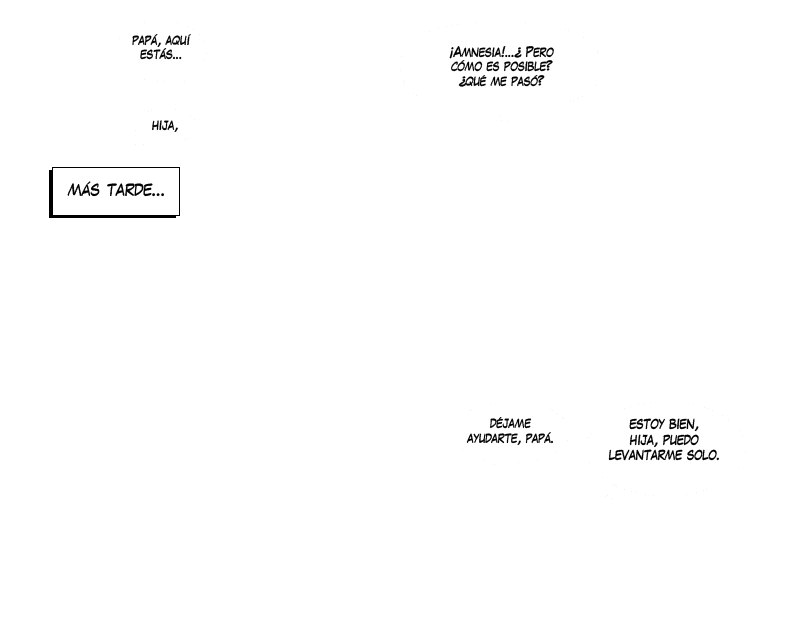 PAPÁ, AQUÍ
ESTÁS...
HIJA,
MÁS TARDE...
¡AMNESIA!...¿ PERO
CÓMO ES POSIBLE?
¿QUÉ ME PASÓ?
DÉJAME
AYUDARTE, PAPÁ.
ESTOY BIEN,
HIJA, PUEDO
LEVANTARME SOLO.